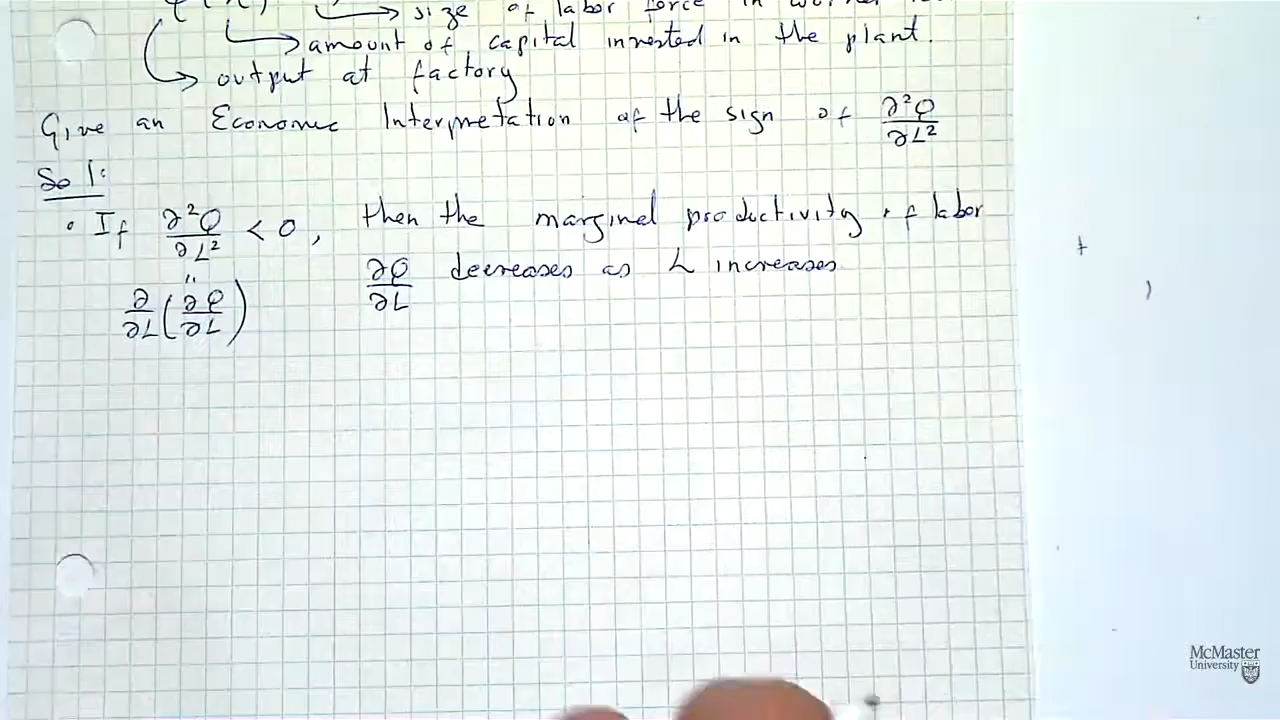 size of labor force in worker
amount of capital invested in the plant.
output at factory
Give an Economic Interpretation of the sign of ∂²Q/∂L²
Sol:
• If ∂²Q/∂L² < 0, then the marginal productivity of labor
∂Q/∂L decreases as L increases
"
∂/∂L (∂Q/∂L)
McMaster
University